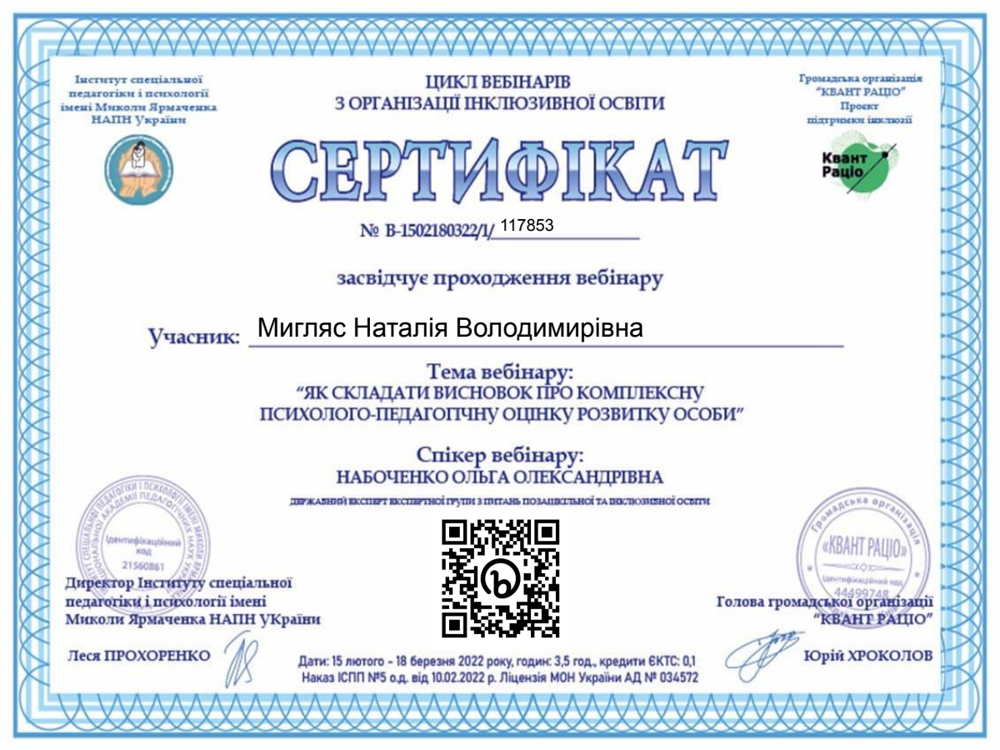 Інститут спеціальної
педагогіки і психології
імені Миколи Ярмаченка
НАПН України
ЦИКЛ ВЕБІНАРІВ
З ОРГАНІЗАЦІЇ ІНКЛЮЗИВНОЇ ОСВІТИ
Громадська організація
“КВАНТ РАЦІО”
Проєкт
підтримки інклюзії
Квант
Раціо
СЕРТИФІКАТ
№ В-1502180322/1/ 117853
засвідчує проходження вебінару
Учасник: Мигляс Наталія Володимирівна
Тема вебінару:
“ЯК СКЛАДАТИ ВИСНОВОК ПРО КОМПЛЕКСНУ
ПСИХОЛОГО-ПЕДАГОГІЧНУ ОЦІНКУ РОЗВИТКУ ОСОБИ”
Спікер вебінару:
НАБОЧЕНКО ОЛЬГА ОЛЕКСАНДРІВНА
ДЕРЖАВНИЙ ЕКСПЕРТ ЕКСПЕРТНОЇ ГРУПИ З ПИТАНЬ ПОЗАШКІЛЬНОЇ ТА ІНКЛЮЗИВНОЇ ОСВІТИ
Ідентифікаційний
код
21560861
Директор Інституту спеціальної
педагогіки і психології імені
Миколи Ярмаченка НАПН УКраїни
Леся ПРОХОРЕНКО
Громадська організація
«КВАНТ РАЦІО»
Ідентифікаційний код
44499748
Голова громадської організації
“КВАНТ РАЦІО”
Юрій ХРОКОЛОВ
Дати: 15 лютого - 18 березня 2022 року, годин: 3,5 год., кредити ЄКТС: 0,1
Наказ ІСПП №5 о.д. від 10.02.2022 р. Ліцензія МОН України АД № 034572